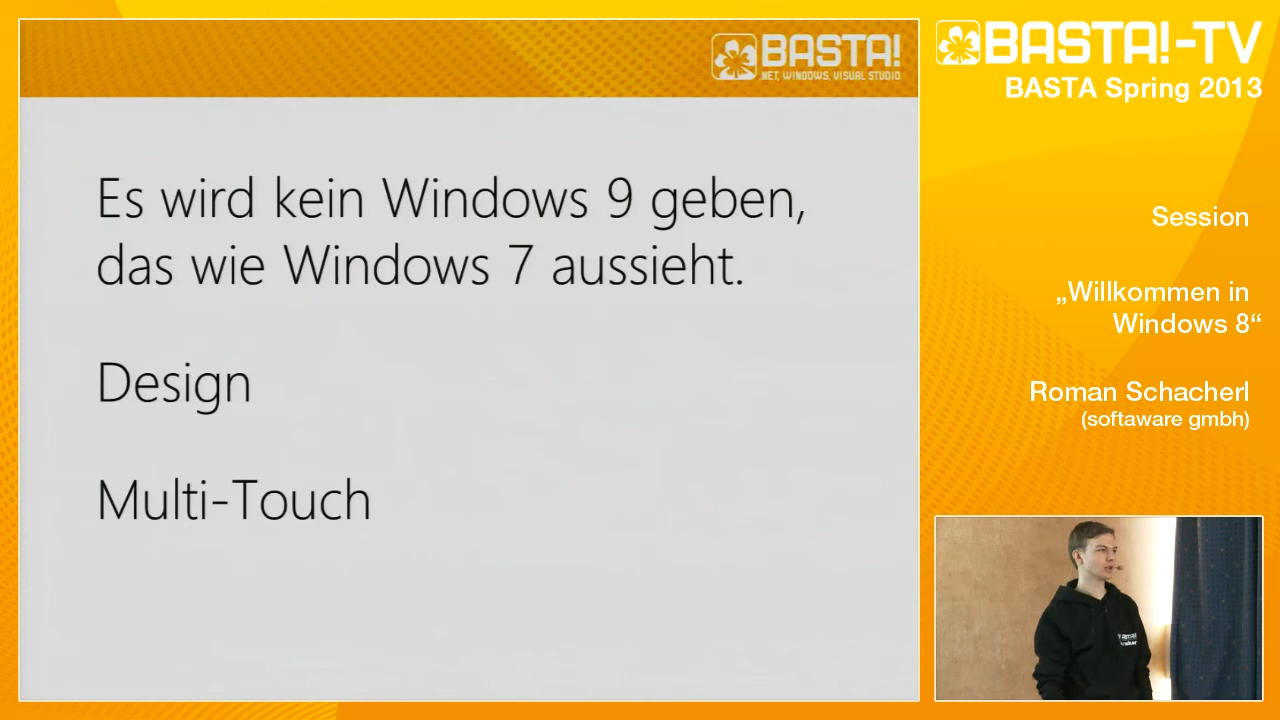 BASTA!
.NET, WINDOWS, VISUAL STUDIO
Es wird kein Windows 9 geben,
das wie Windows 7 aussieht.
Design
Multi-Touch
BASTA!-TV
BASTA Spring 2013
Session
„Willkommen in
Windows 8“
Roman Schacherl
(softaware gmbh)